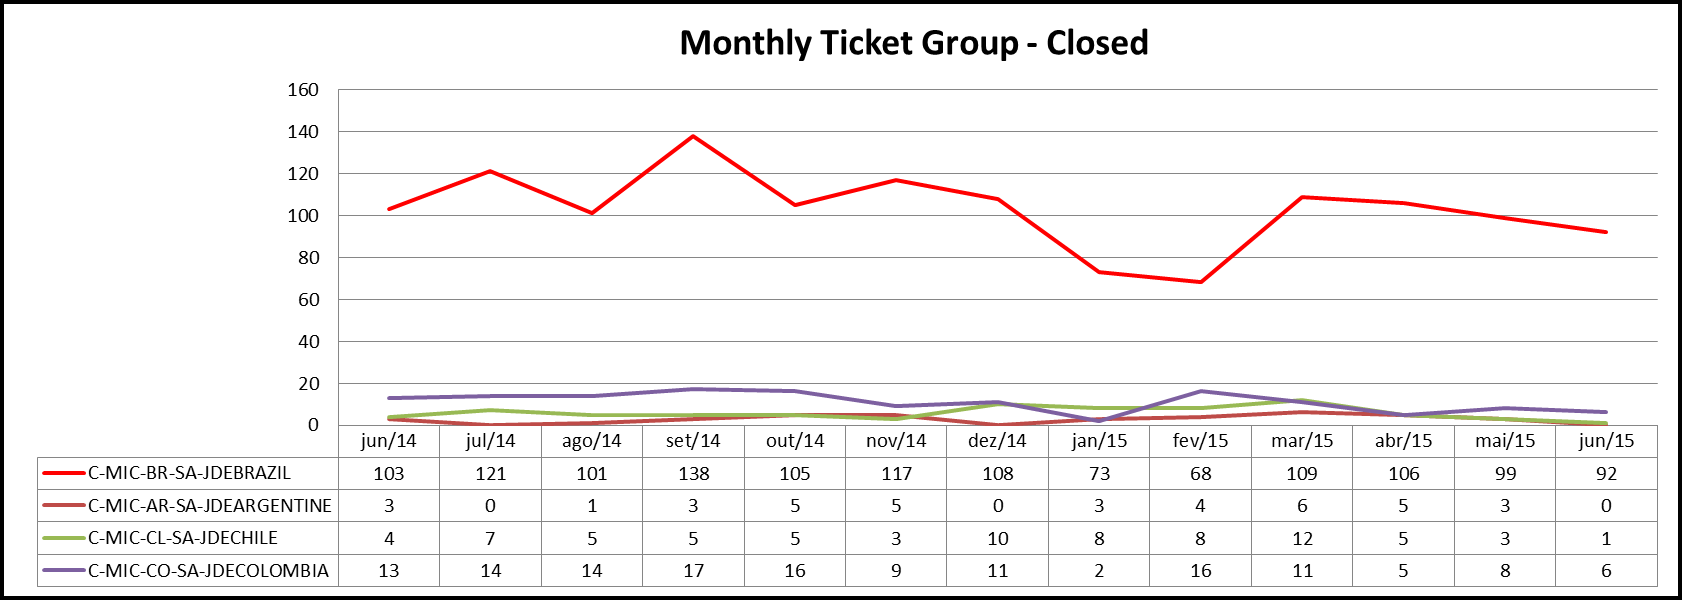 Monthly Ticket Group - Closed
160
140
120
100
80
60
40
20
0
jun/14 jul/14 ago/14 set/14 out/14 nov/14 dez/14 jan/15 fev/15 mar/15 abr/15 mai/15 jun/15
C-MIC-BR-SA-JDEBRAZIL 103 121 101 138 105 117 108 73 68 109 106 99 92
C-MIC-AR-SA-JDEARGENTINE 3 0 1 3 5 5 0 3 4 6 5 3 0
C-MIC-CL-SA-JDECHILE 4 7 5 5 5 3 10 8 8 12 5 3 1
C-MIC-CO-SA-JDECOLOMBIA 13 14 14 17 16 9 11 2 16 11 5 8 6